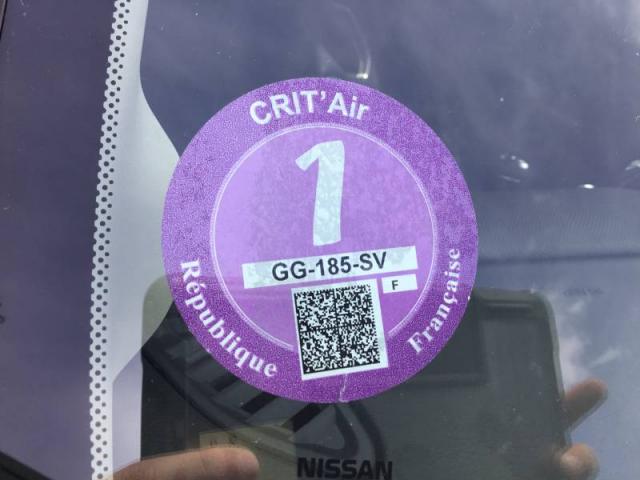 CRIT'Air
1
GG-185-SV
F
République
Française
NISSAN